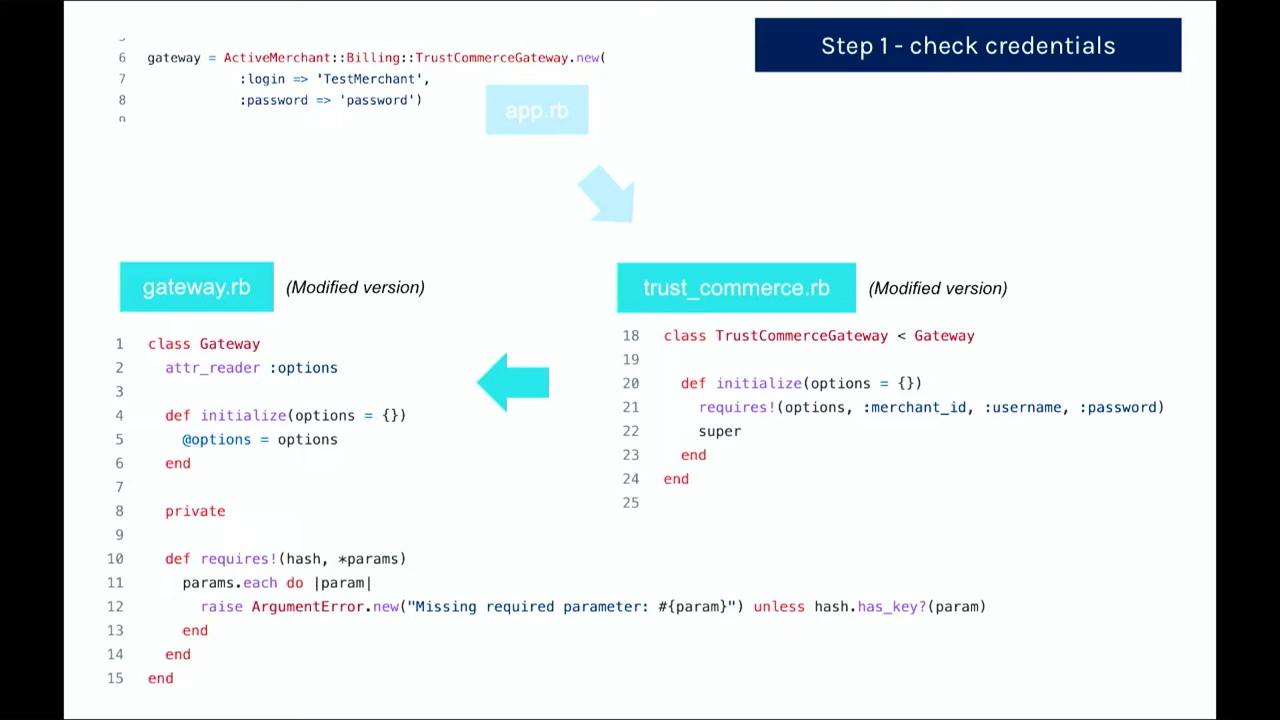 Step 1 - check credentials
6 gateway = ActiveMerchant::Billing::TrustCommerceGateway.new(
7 :login => 'TestMerchant',
8 :password => 'password')
app.rb
gateway.rb (Modified version)
1 class Gateway
2 attr_reader :options
3
4 def initialize(options = {})
5 @options = options
6 end
7
8 private
9
10 def requires!(hash, *params)
11 params.each do |param|
12 raise ArgumentError.new("Missing required parameter: #{param}") unless hash.has_key?(param)
13 end
14 end
15 end
trust_commerce.rb (Modified version)
18 class TrustCommerceGateway < Gateway
19
20 def initialize(options = {})
21 requires!(options, :merchant_id, :username, :password)
22 super
23 end
24 end
25